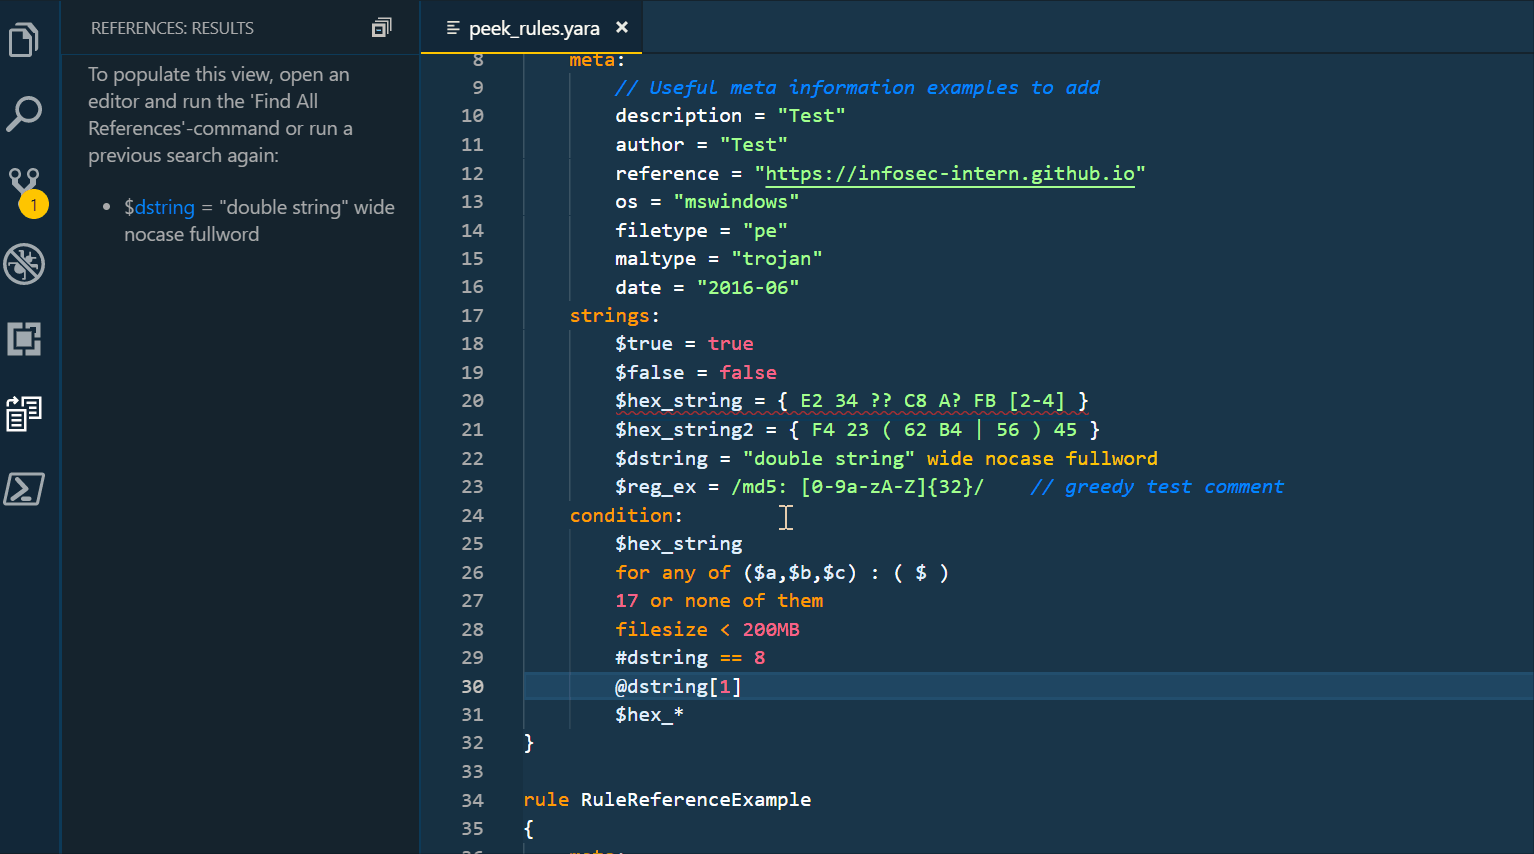 REFERENCES: RESULTS
To populate this view, open an
editor and run the 'Find All
References'-command or run a
previous search again:
• $dstring = "double string" wide
nocase fullword
1
peek_rules.yara ×
8 meta:
9 // Useful meta information examples to add
10 description = "Test"
11 author = "Test"
12 reference = "https://infosec-intern.github.io"
13 os = "mswindows"
14 filetype = "pe"
15 maltype = "trojan"
16 date = "2016-06"
17 strings:
18 $true = true
19 $false = false
20 $hex_string = { E2 34 ?? C8 A? FB [2-4] }
21 $hex_string2 = { F4 23 ( 62 B4 | 56 ) 45 }
22 $dstring = "double string" wide nocase fullword
23 $reg_ex = /md5: [0-9a-zA-Z]{32}/ // greedy test comment
24 condition:
25 $hex_string
26 for any of ($a,$b,$c) : ( $ )
27 17 or none of them
28 filesize < 200MB
29 #dstring == 8
30 @dstring[1]
31 $hex_*
32 }
33
34 rule RuleReferenceExample
35 {